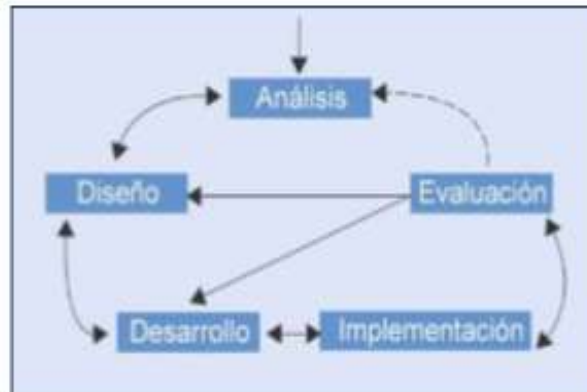 Análisis
Diseño
Evaluación
Desarrollo
Implementación